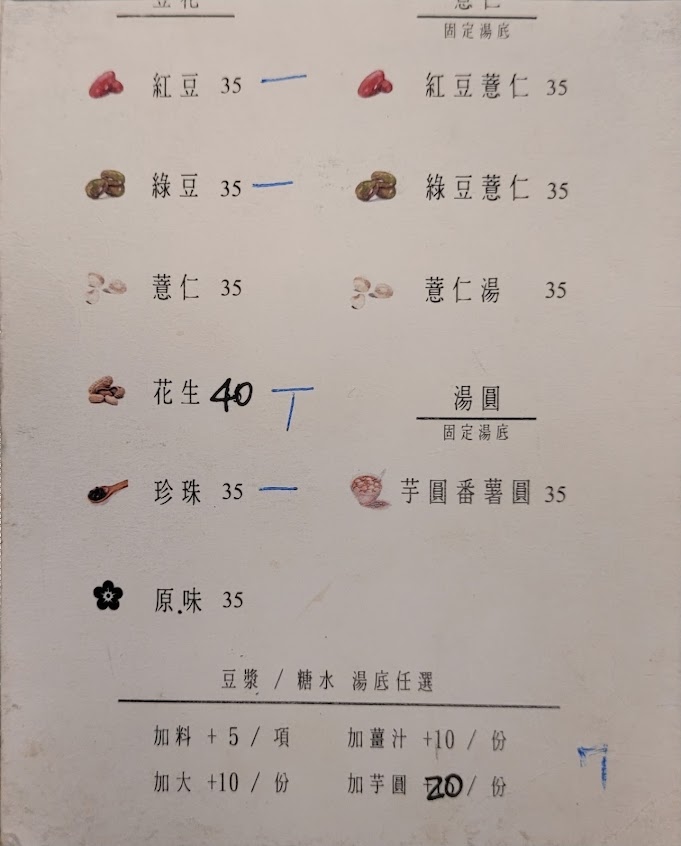 豆花
薏仁
固定湯底
紅豆 35 一
紅豆薏仁 35
綠豆 35 一
綠豆薏仁 35
薏仁 35
薏仁湯 35
花生 40 丅
湯圓
固定湯底
珍珠 35 一
芋圓番薯圓 35
原味 35
豆漿 / 糖水 湯底任選
加料 +5 / 項
加薑汁 +10 / 份
加大 +10 / 份
加芋圓 +20 / 份